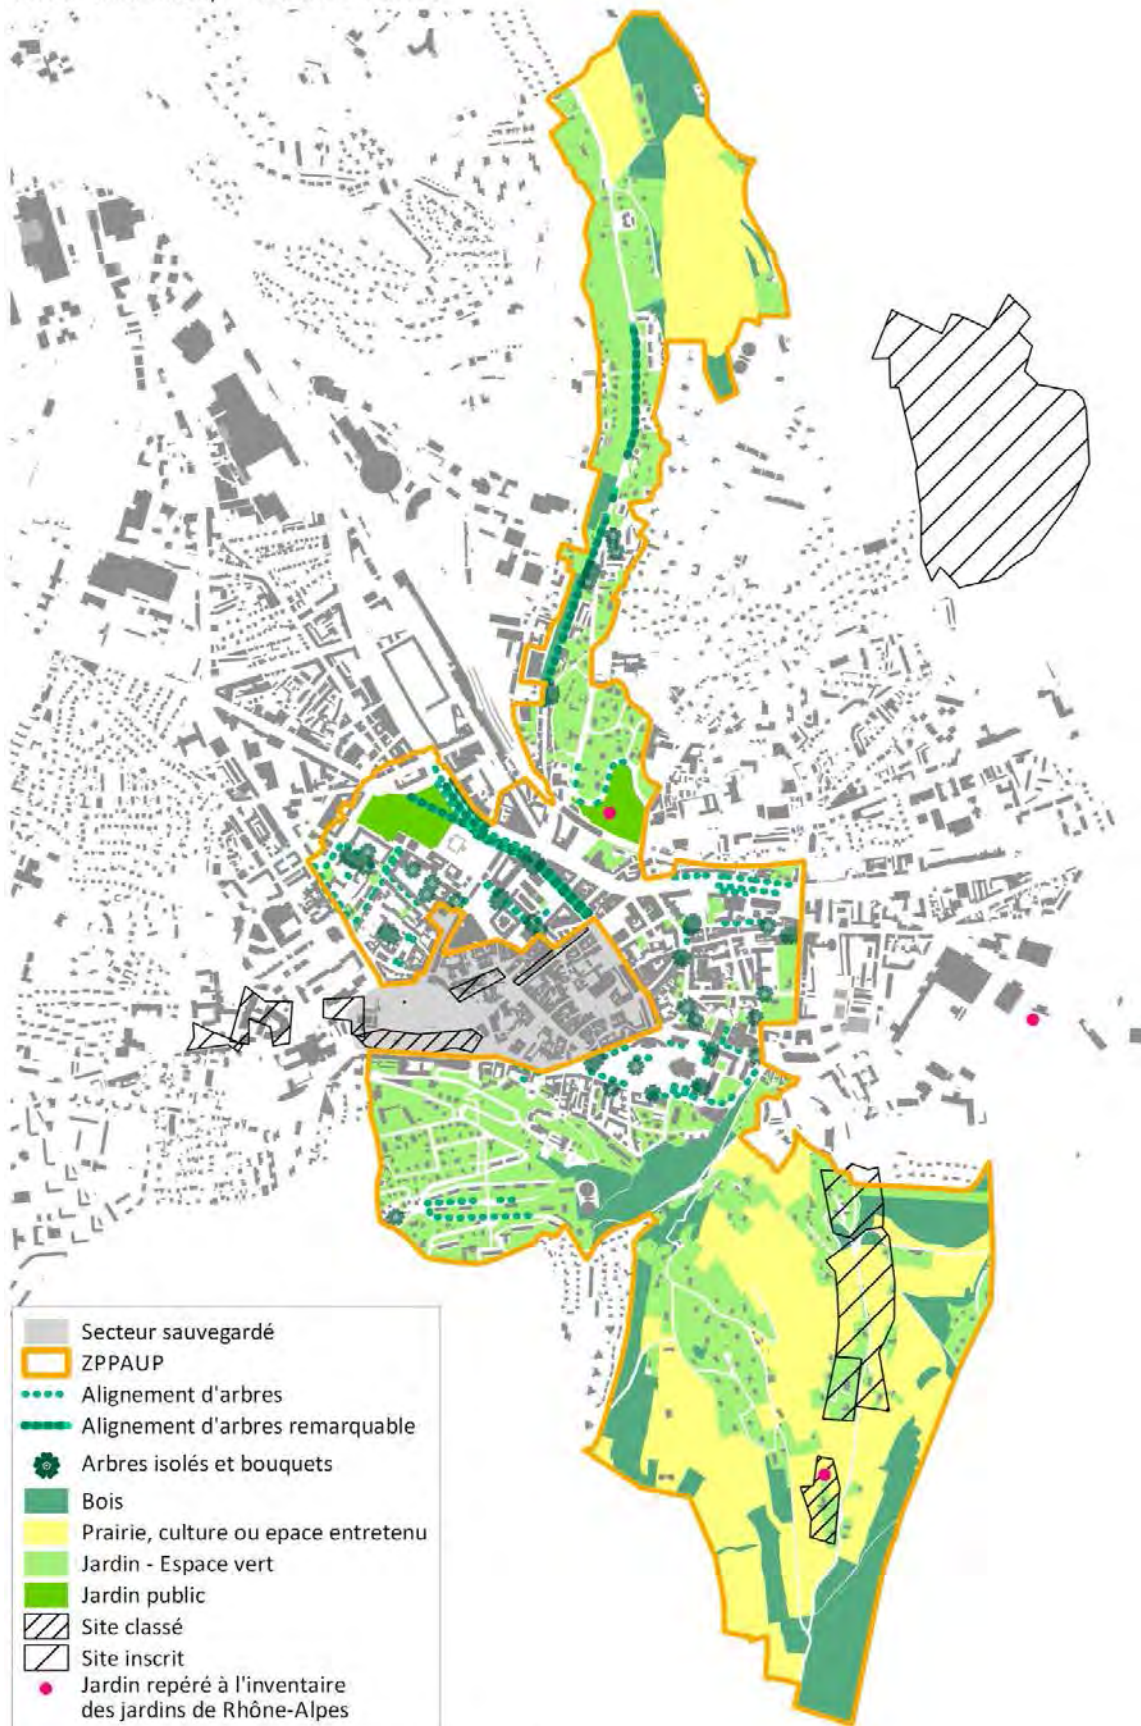 Secteur sauvegardé
ZPPAUP
Alignement d'arbres
Alignement d'arbres remarquable
Arbres isolés et bouquets
Bois
Prairie, culture ou epace entretenu
Jardin - Espace vert
Jardin public
Site classé
Site inscrit
Jardin repéré à l'inventaire
des jardins de Rhône-Alpes